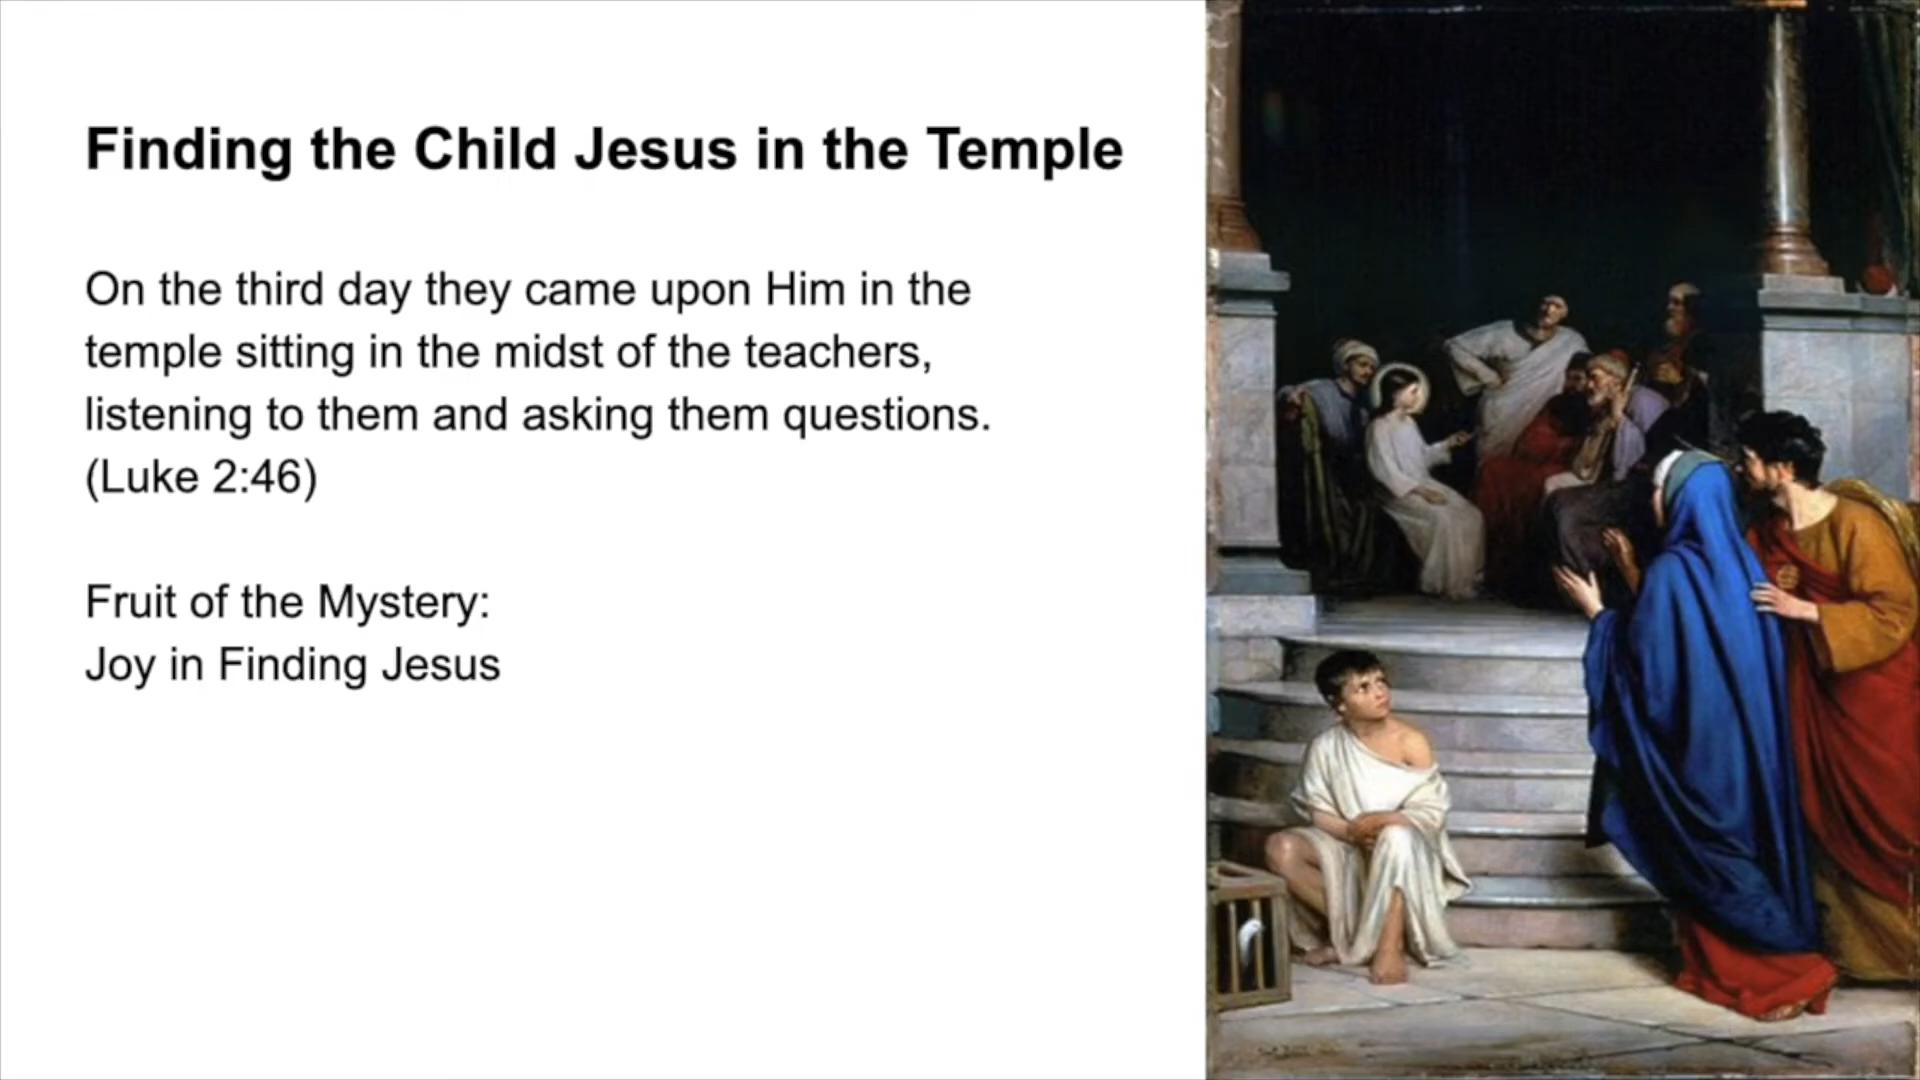 Finding the Child Jesus in the Temple
On the third day they came upon Him in the
temple sitting in the midst of the teachers,
listening to them and asking them questions.
(Luke 2:46)
Fruit of the Mystery:
Joy in Finding Jesus